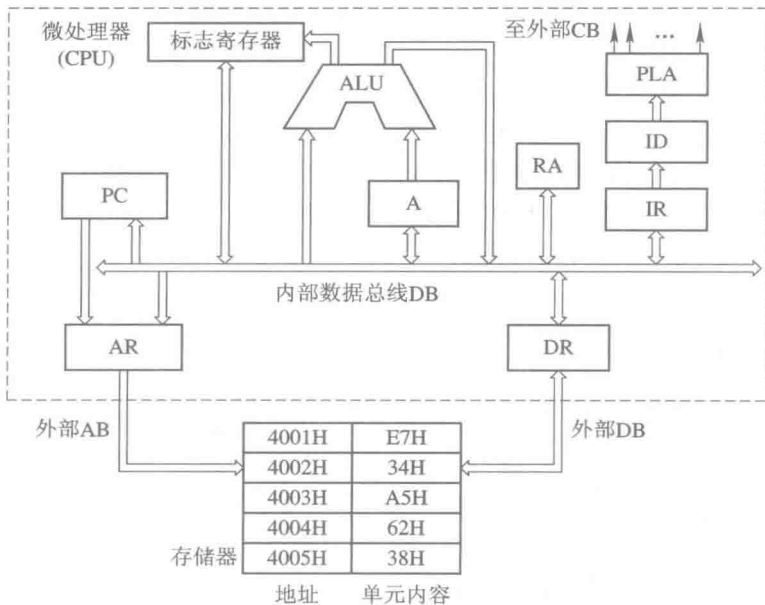 微处理器
(CPU)
标志寄存器
ALU
至外部CB
...
PLA
ID
IR
RA
PC
A
内部数据总线DB
AR
DR
外部AB
外部DB
4001H E7H
4002H 34H
4003H A5H
4004H 62H
4005H 38H
存储器
地址 单元内容